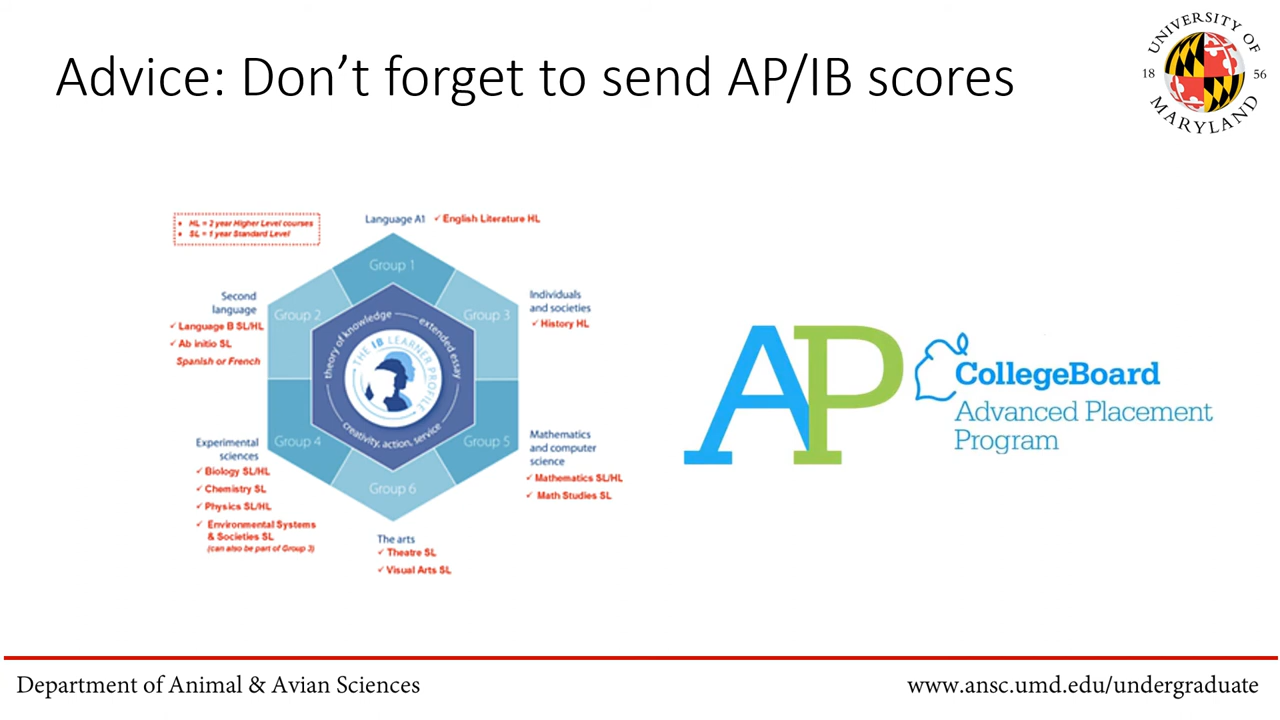 Advice: Don’t forget to send AP/IB scores
UNIVERSITY OF
18 56
MARYLAND
• HL = 2 year Higher Level courses
• SL = 1 year Standard Level
Language A1 ✓ English Literature HL
Group 1
Second
language
✓ Language B SL/HL
✓ Ab initio SL
Spanish or French
Group 2
Group 3
Individuals
and societies
✓ History HL
theory of knowledge
extended essay
creativity, action, service
THE IB LEARNER PROFILE
Experimental
sciences
✓ Biology SL/HL
✓ Chemistry SL
✓ Physics SL/HL
✓ Environmental Systems
& Societies SL
(can also be part of Group 3)
Group 4
Group 5
Mathematics
and computer
science
✓ Mathematics SL/HL
✓ Math Studies SL
Group 6
The arts
✓ Theatre SL
✓ Visual Arts SL
AP
CollegeBoard
Advanced Placement
Program
Department of Animal & Avian Sciences
www.ansc.umd.edu/undergraduate